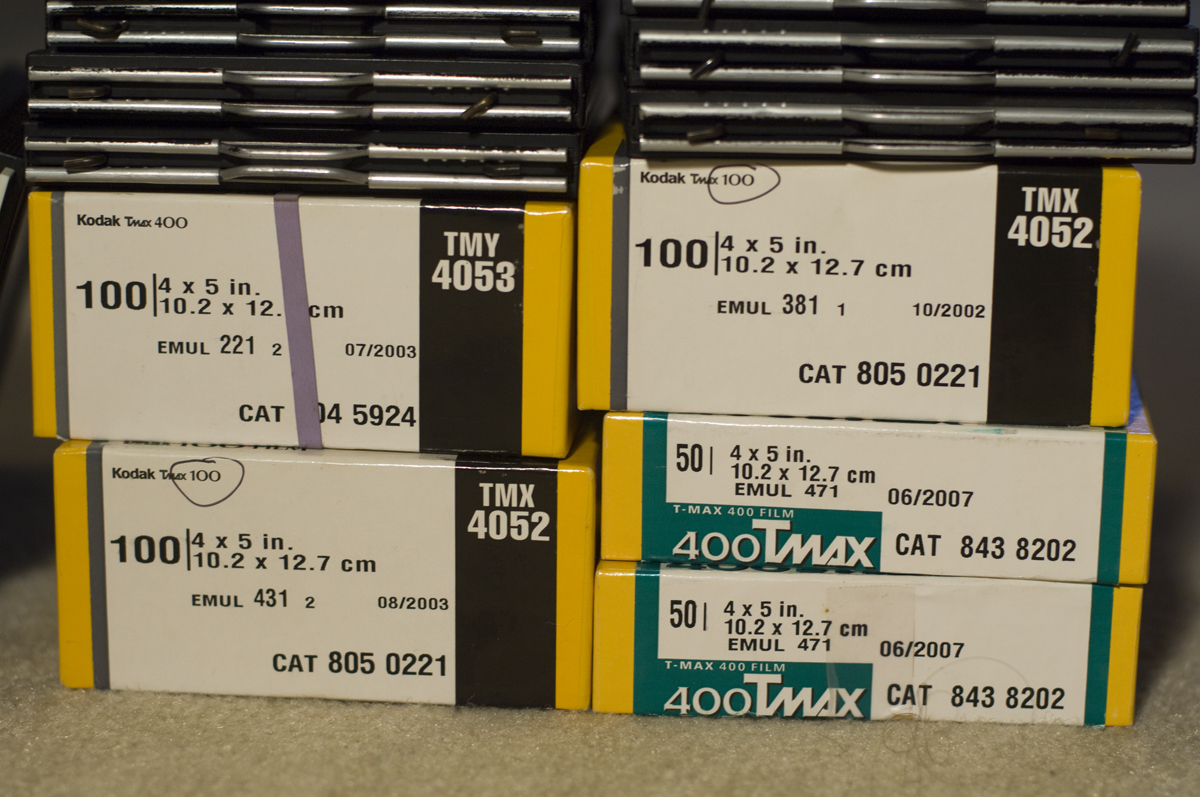 Kodak Tmax 400
TMY
4053
100 4 x 5 in.
10.2 x 12. cm
EMUL 221 2 07/2003
CAT 04 5924
Kodak Tmax 100
TMX
4052
100 4 x 5 in.
10.2 x 12.7 cm
EMUL 431 2 08/2003
CAT 805 0221
Kodak Tmax 100
TMX
4052
100 4 x 5 in.
10.2 x 12.7 cm
EMUL 381 1 10/2002
CAT 805 0221
50 4 x 5 in.
10.2 x 12.7 cm
EMUL 471 06/2007
T-MAX 400 FILM
400 TMAX CAT 843 8202
50 4 x 5 in.
10.2 x 12.7 cm
EMUL 471 06/2007
T-MAX 400 FILM
400 TMAX CAT 843 8202